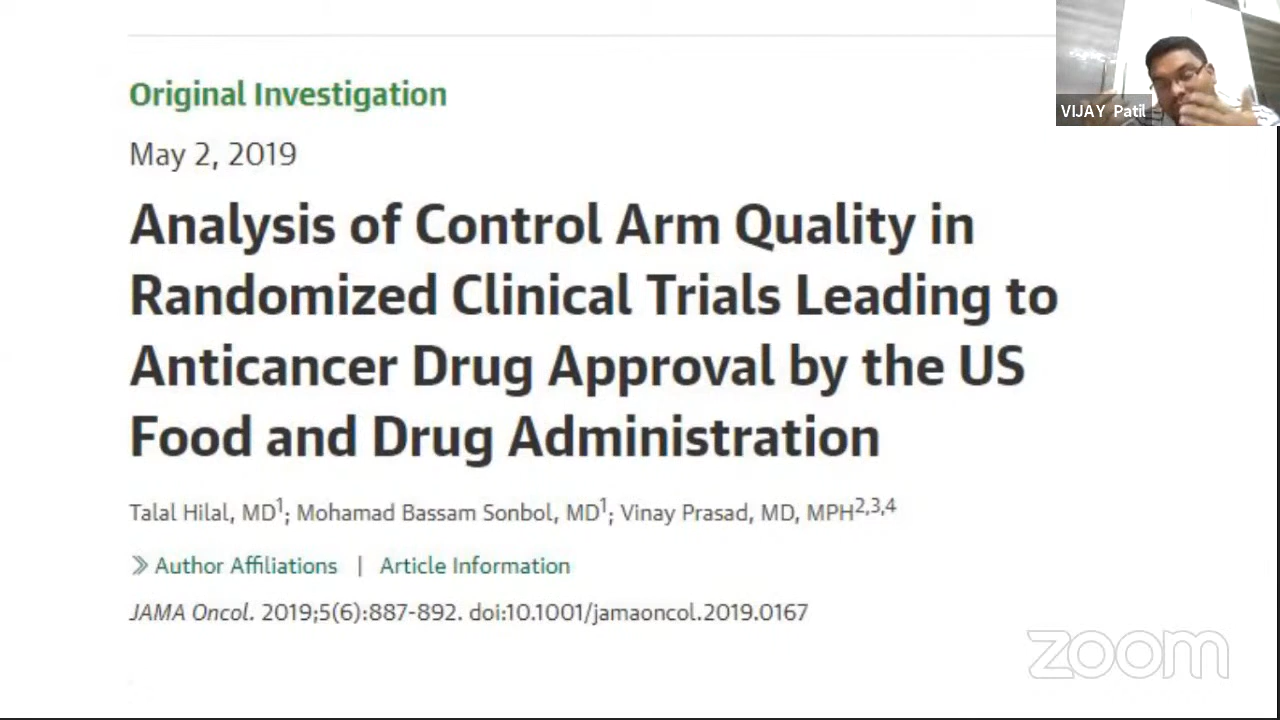 VIJAY Patil
Original Investigation
May 2, 2019
Analysis of Control Arm Quality in
Randomized Clinical Trials Leading to
Anticancer Drug Approval by the US
Food and Drug Administration
Talal Hilal, MD1; Mohamad Bassam Sonbol, MD1; Vinay Prasad, MD, MPH2,3,4
» Author Affiliations | Article Information
JAMA Oncol. 2019;5(6):887-892. doi:10.1001/jamaoncol.2019.0167
zoom